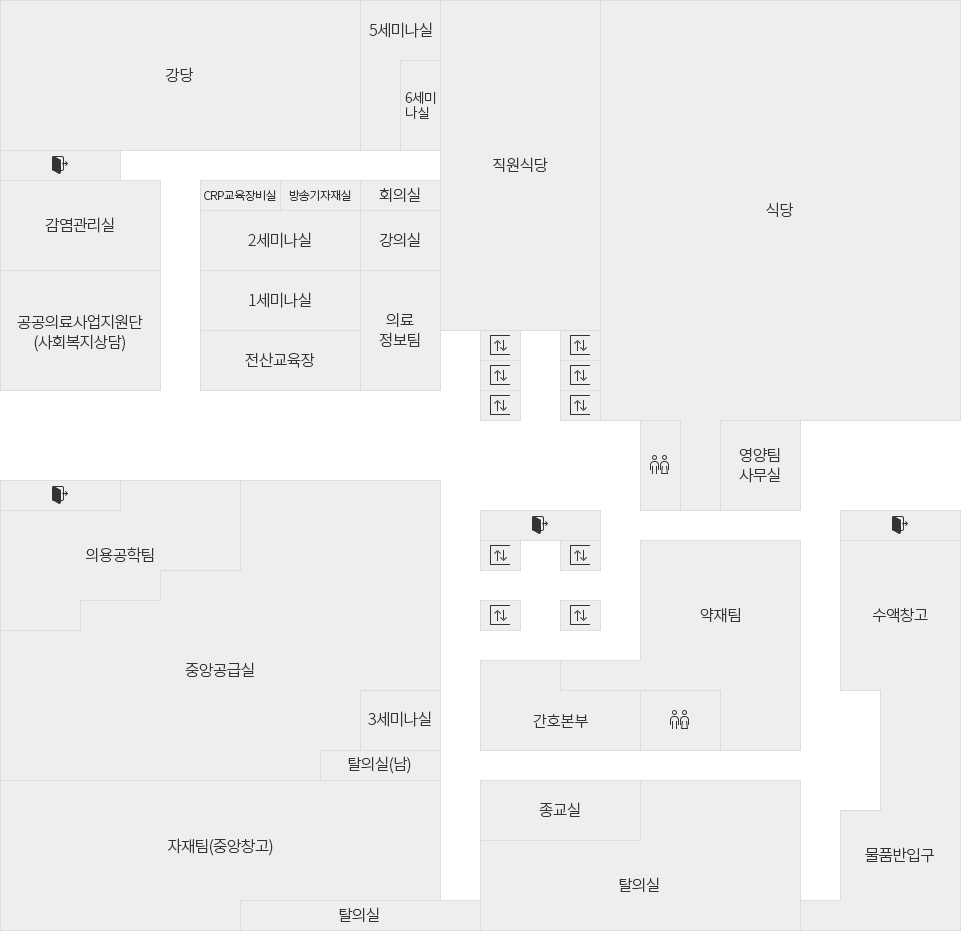 5세미나실
강당
6세미
나실
직원식당
CRP교육장비실
방송기자재실
회의실
식당
감염관리실
2세미나실
강의실
1세미나실
공공의료사업지원단
(사회복지상담)
의료
정보팀
전산교육장
영양팀
사무실
의용공학팀
약재팀
수액창고
중앙공급실
3세미나실
간호본부
탈의실(남)
종교실
자재팀(중앙창고)
물품반입구
탈의실
탈의실